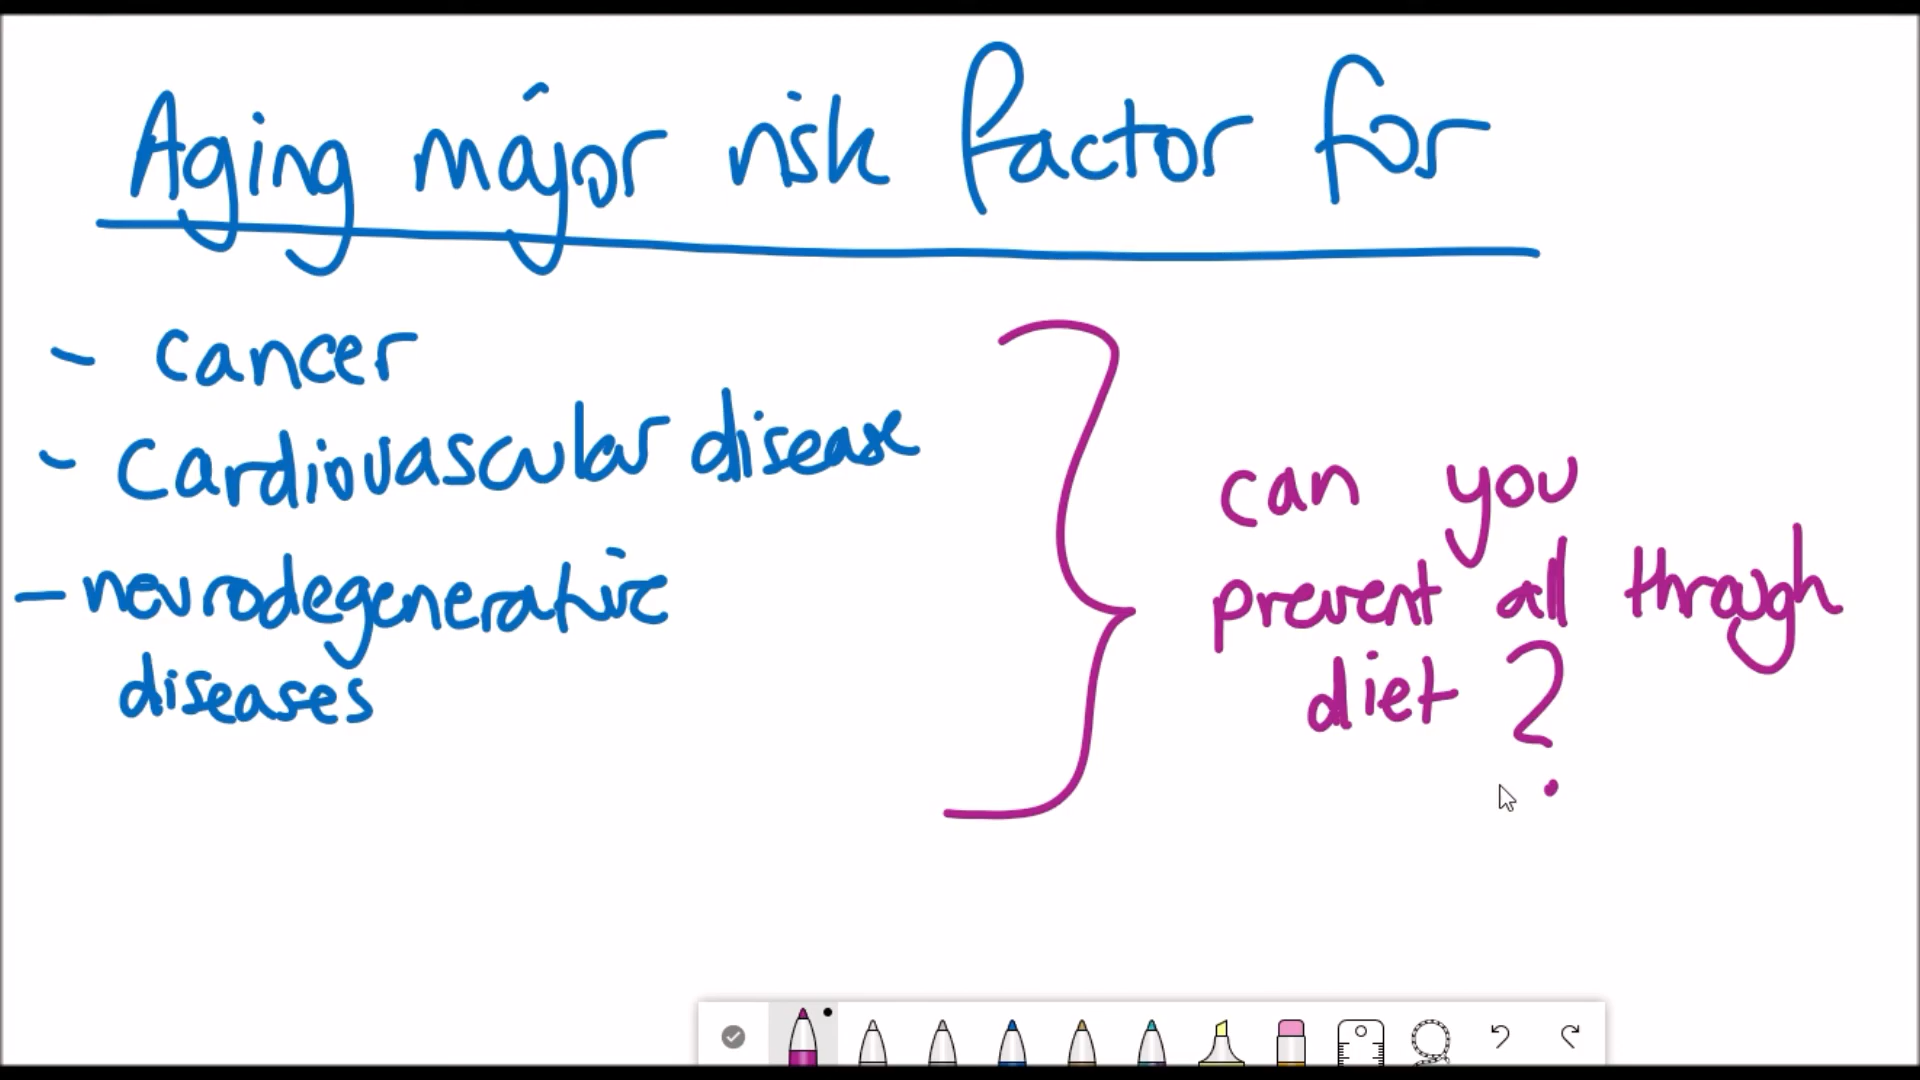 Aging major risk factor for
- cancer
- cardiovascular disease
- neurodegenerative
diseases
can you
prevent all through
diet ?